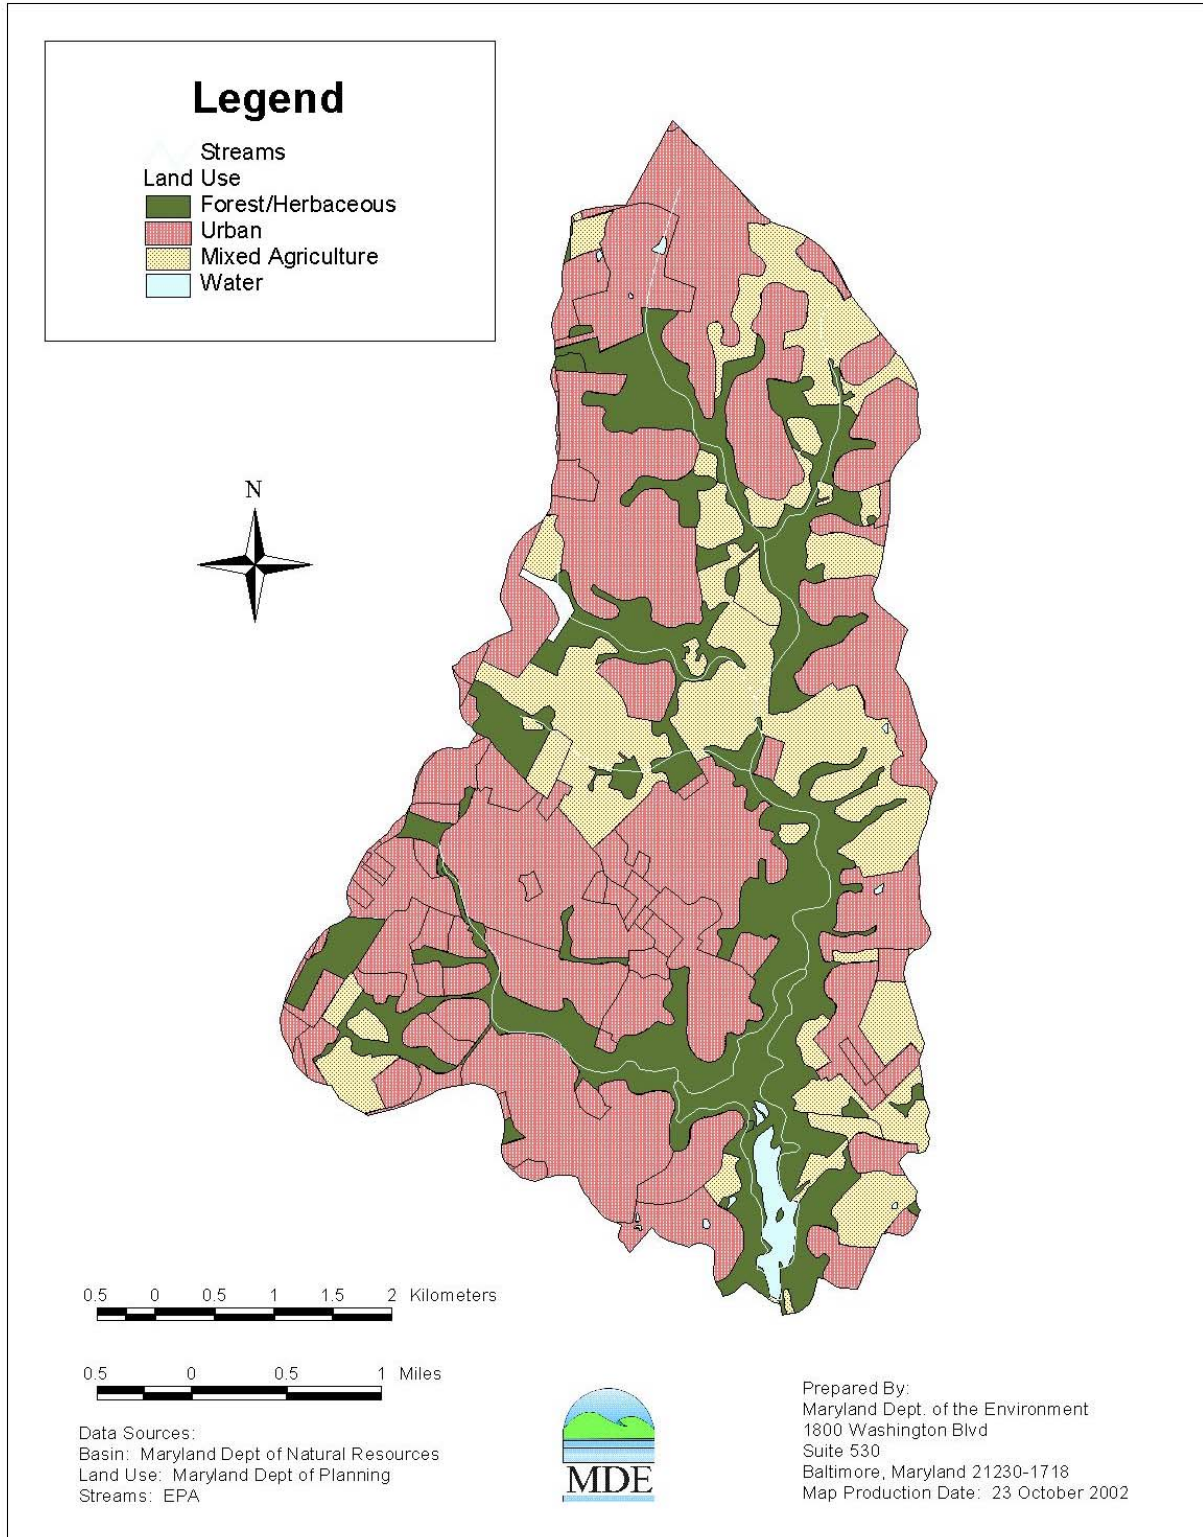 Legend
Streams
Land Use
Forest/Herbaceous
Urban
Mixed Agriculture
Water
N
0.5 0 0.5 1 1.5 2 Kilometers
0.5 0 0.5 1 Miles
Data Sources:
Basin: Maryland Dept of Natural Resources
Land Use: Maryland Dept of Planning
Streams: EPA
MDE
Prepared By:
Maryland Dept. of the Environment
1800 Washington Blvd
Suite 530
Baltimore, Maryland 21230-1718
Map Production Date: 23 October 2002